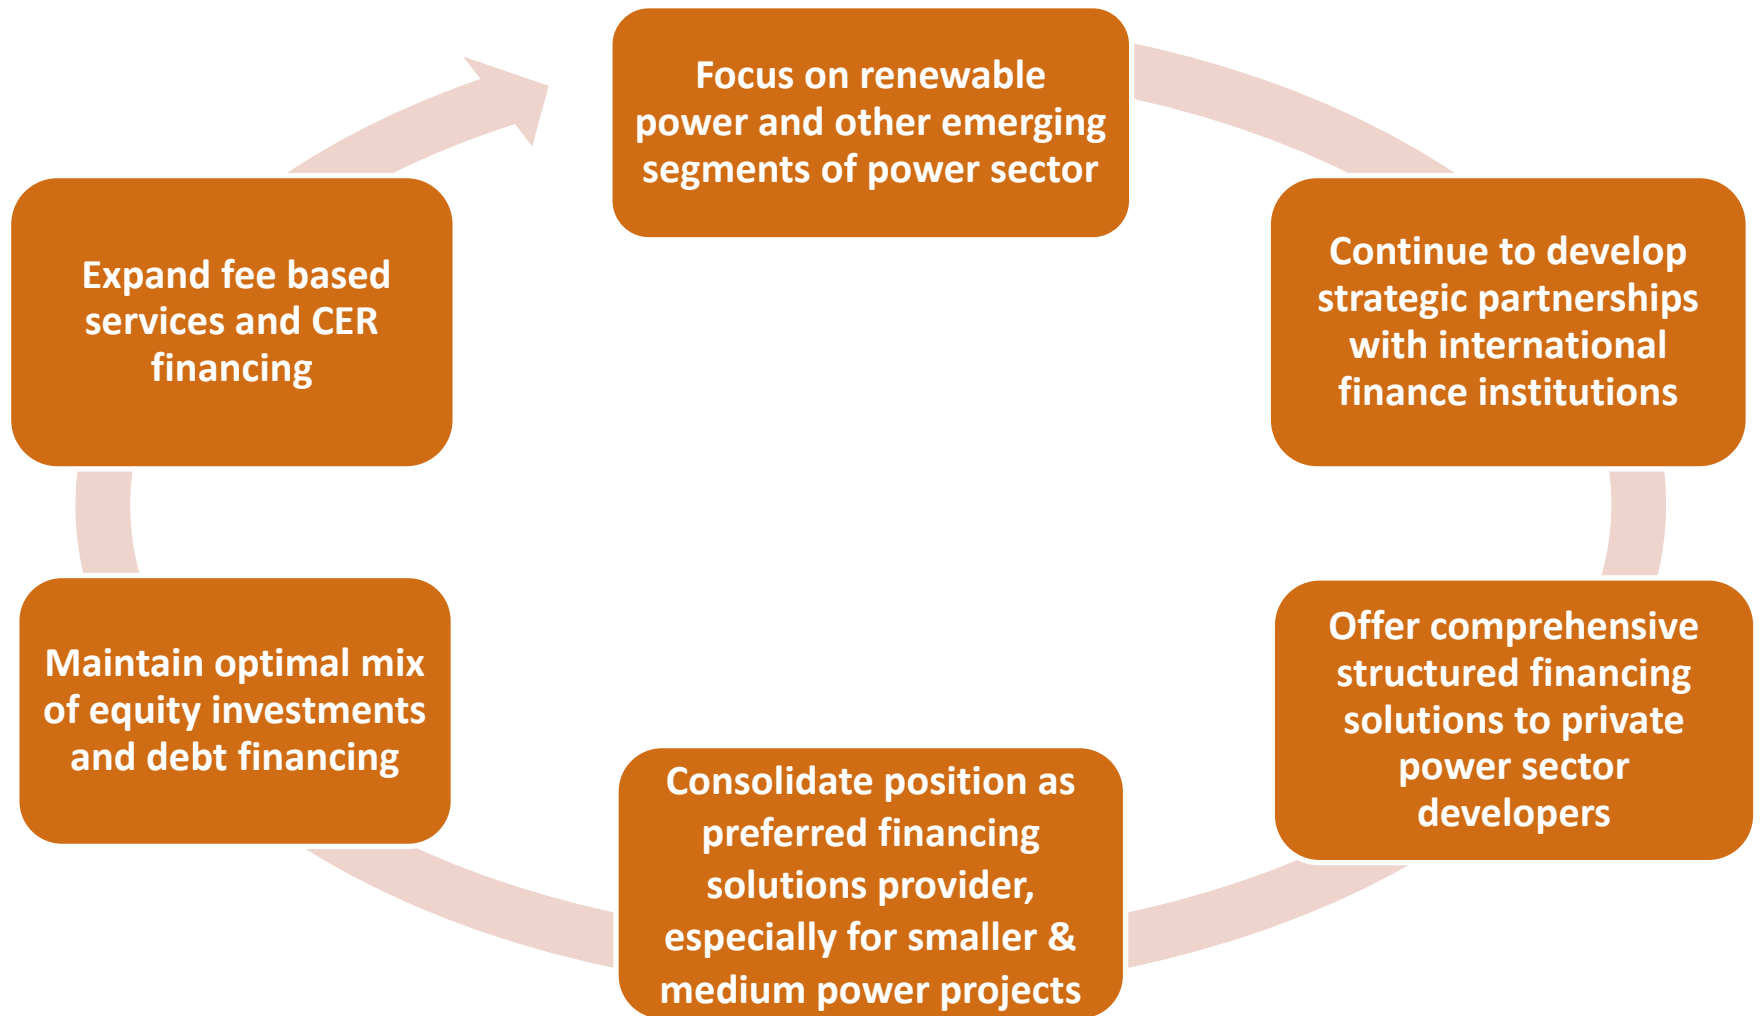 Focus on renewable
power and other emerging
segments of power sector
Continue to develop
strategic partnerships
with international
finance institutions
Offer comprehensive
structured financing
solutions to private
power sector
developers
Consolidate position as
preferred financing
solutions provider,
especially for smaller &
medium power projects
Maintain optimal mix
of equity investments
and debt financing
Expand fee based
services and CER
financing